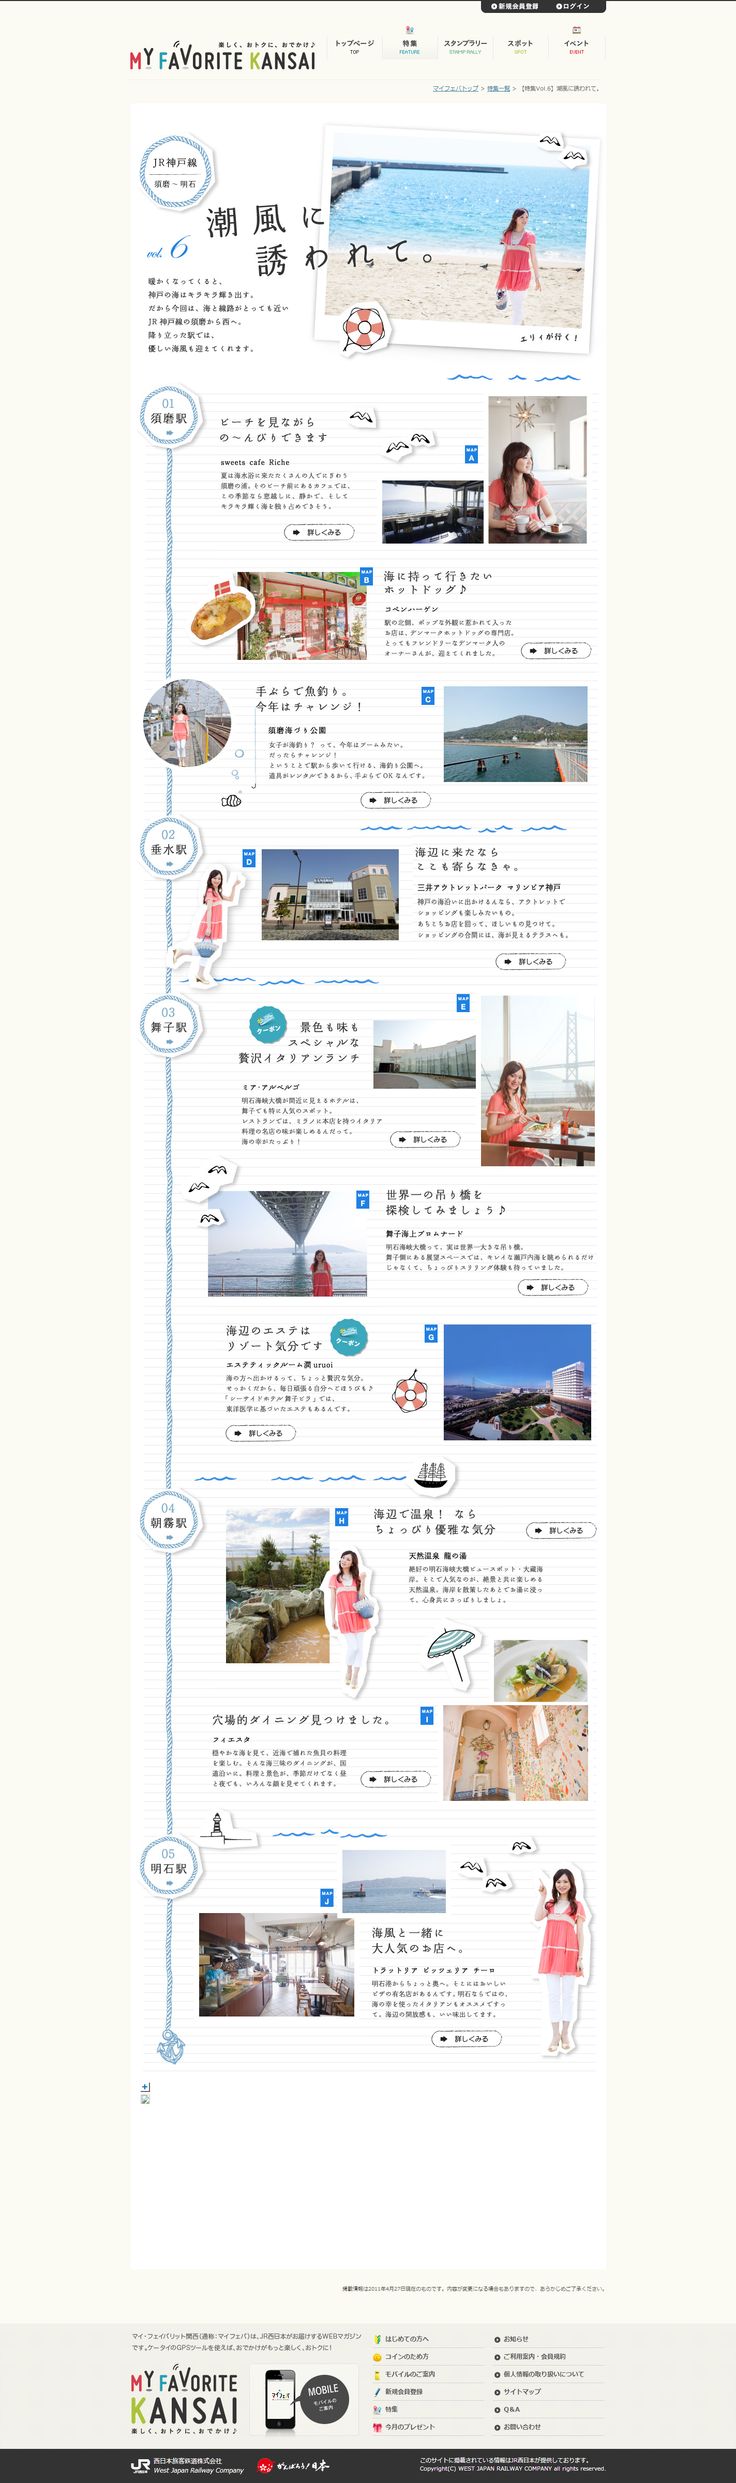 新規会員登録 ログイン
楽しく、おトクに、おでかけ♪
MY FAVORITE KANSAI
トップページ 特集 スタンプラリー スポット イベント
TOP FEATURE STAMP RALLY SPOT EVENT
マイフェバトップ > 特集一覧 > 【特集Vol.6】潮風に誘われて。
JR神戸線
須磨～明石
潮風に
誘われて。
vol. 6
暖かくなってくると、
神戸の海はキラキラ輝き出す。
だから今回は、海と線路がとっても近い
JR神戸線の須磨から西へ。
降り立った駅では、
優しい海風も迎えてくれます。
エリィが行く！
01
須磨駅
ビーチを見ながら
の～んびりできます
MAP
A
sweets cafe Riche
夏は海水浴に来たたくさんの人でにぎわう
須磨の浦。そのビーチ前にあるカフェでは、
この季節なら窓越しに、静かで、そして
キラキラ輝く海を独り占めできそう。
詳しくみる
MAP
B
海に持って行きたい
ホットドッグ♪
コペンハーゲン
駅の北側、ポップな外観に惹かれて入った
お店は、デンマークホットドッグの専門店。
とってもフレンドリーなデンマーク人の
オーナーさんが、迎えてくれました。
詳しくみる
手ぶらで魚釣り。
今年はチャレンジ！
MAP
C
須磨海づり公園
女子が海釣り？ って、今年はブームみたい。
だったらチャレンジ！
ということで駅から歩いて行ける、海釣り公園へ。
道具がレンタルできるから、手ぶらでOKなんです。
詳しくみる
02
垂水駅
MAP
D
海辺に来たなら
ここも寄らなきゃ。
三井アウトレットパーク マリンピア神戸
神戸の海沿いに出かけるんなら、アウトレットで
ショッピングも楽しみたいもの。
あちこちお店を回って、ほしいもの見つけて。
ショッピングの合間には、海が見えるテラスへも。
詳しくみる
03
舞子駅
クーポン
MAP
E
景色も味も
スペシャルな
贅沢イタリアンランチ
ミア・アルベルゴ
明石海峡大橋が間近に見えるホテルは、
舞子でも特に人気のスポット。
レストランでは、ミラノに本店を持つイタリア
料理の名店の味が楽しめるんだって。
海の幸がたっぷり！
詳しくみる
MAP
F
世界一の吊り橋を
探検してみましょう♪
舞子海上プロムナード
明石海峡大橋って、実は世界一大きな吊り橋。
舞子側にある展望スペースでは、キレイな瀬戸内海を眺められるだけ
じゃなくて、ちょっぴりスリリング体験も待っていました。
詳しくみる
海辺のエステは
リゾート気分です
クーポン
MAP
G
エステティックルーム潤 uruoi
海の方へ出かけるって、ちょっと贅沢な気分。
せっかくだから、毎日頑張る自分へごほうびも♪
「シーサイドホテル 舞子ビラ」では、
東洋医学に基づいたエステもあるんです。
詳しくみる
04
朝霧駅
MAP
H
海辺で温泉！ なら
ちょっぴり優雅な気分
詳しくみる
天然温泉 龍の湯
絶好の明石海峡大橋ビュースポット・大蔵海
岸。そこで人気なのが、絶景と共に楽しめる
天然温泉。海岸を散策したあとでお湯に浸っ
て、心身共にさっぱりしましょ。
穴場的ダイニング見つけました。
MAP
I
フィエスタ
穏やかな海を見て、近海で捕れた魚貝の料理
を楽しむ。そんな海三昧のダイニングが、国
道沿いに。料理と景色が、季節だけでなく昼
と夜でも、いろんな顔を見せてくれます。
詳しくみる
05
明石駅
MAP
J
海風と一緒に
大人気のお店へ。
トラットリア ピッツェリア チーロ
明石港からちょっと奥へ。そこにはおいしい
ピザの有名店があるんです。明石ならではの、
海の幸を使ったイタリアンもオススメですっ
て。海辺の開放感も、いい味出してます。
詳しくみる
掲載情報は2011年4月27日現在のものです。内容が変更になる場合もありますので、あらかじめご了承ください。
マイ・フェイバリット関西(通称：マイフェバ)は、JR西日本がお届けするWEBマガジン
です。ケータイのGPSツールを使えば、おでかけがもっと楽しく、おトクに！
MY FAVORITE
KANSAI
楽しく、おトクに、おでかけ♪
マイフェバ
MOBILE
モバイルの
ご案内
はじめての方へ
コインのため方
モバイルのご案内
新規会員登録
特集
今月のプレゼント
お知らせ
ご利用案内・会員規約
個人情報の取り扱いについて
サイトマップ
Q&A
お問い合わせ
JR 西日本旅客鉄道株式会社
West Japan Railway Company
がんばろう！日本
このサイトに掲載されている情報はJR西日本が提供しております。
Copyright(C) WEST JAPAN RAILWAY COMPANY all rights reserved.